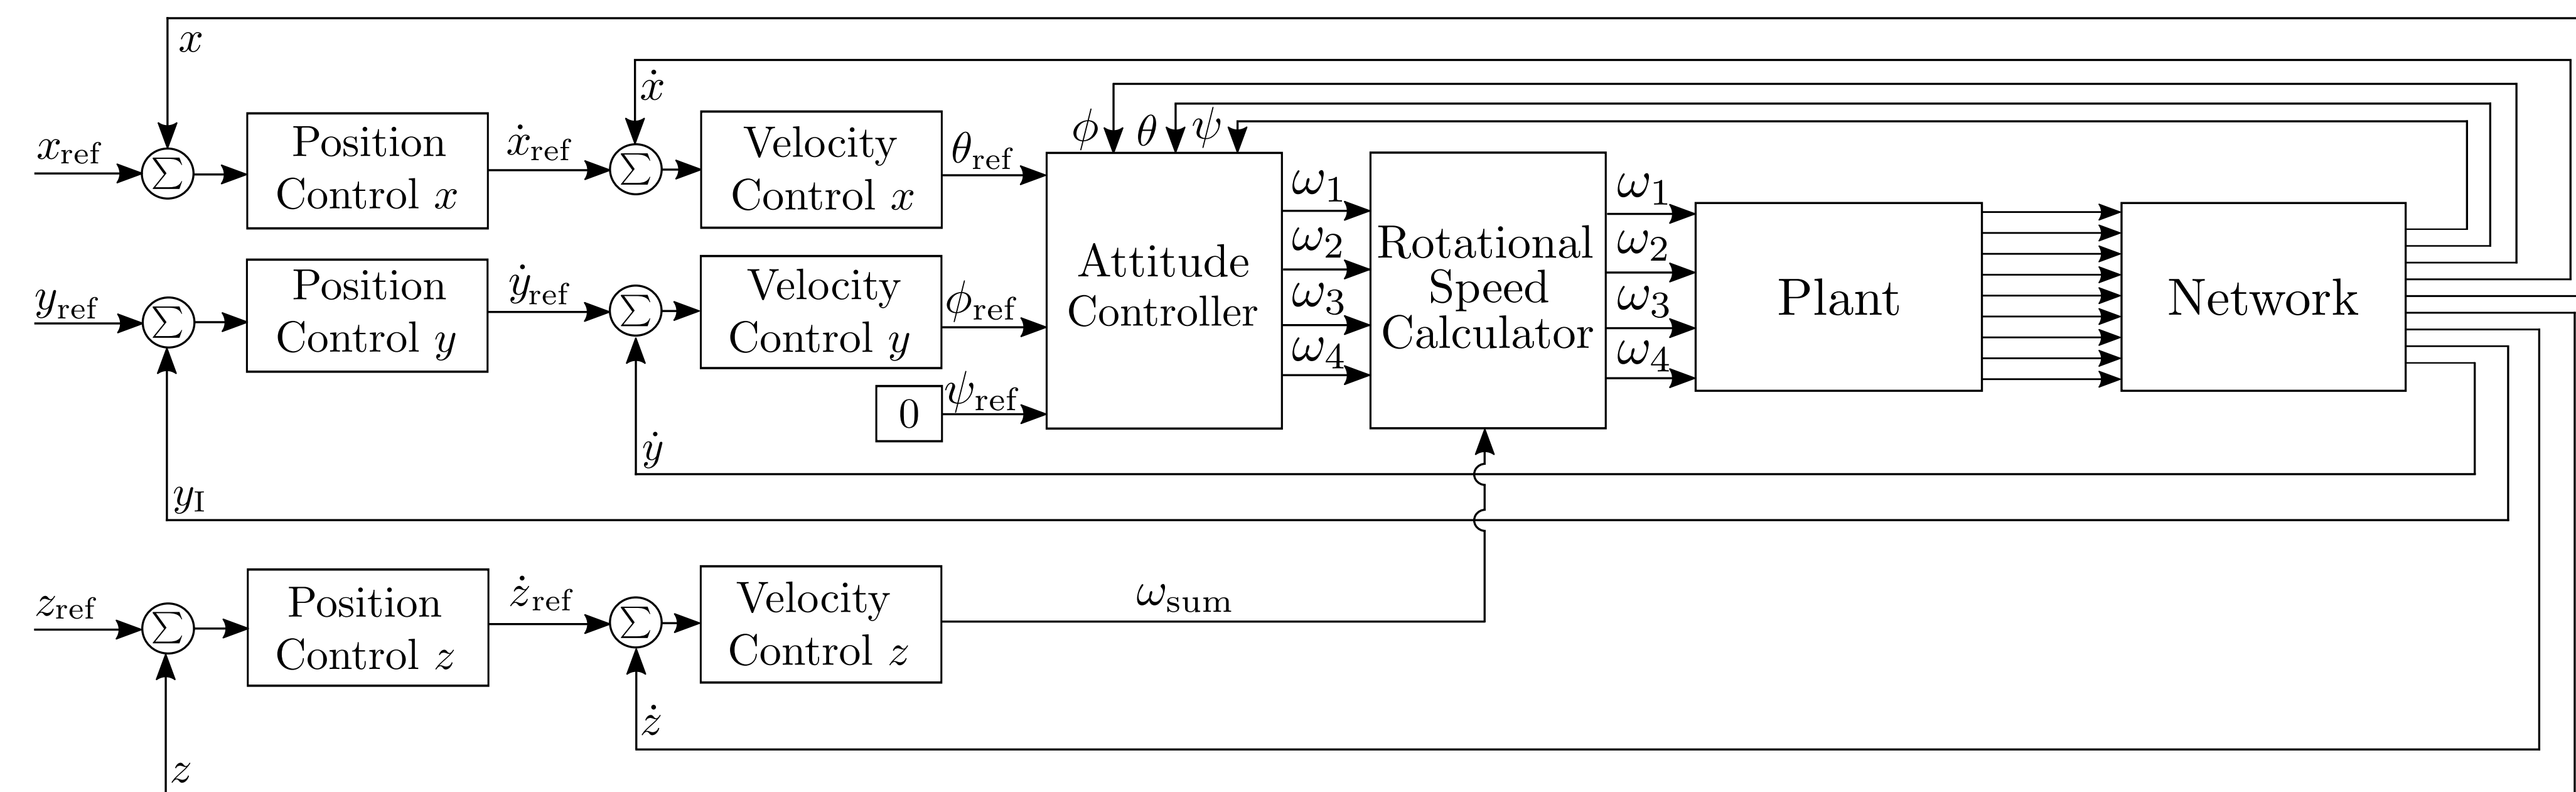 x
ẋ
ϕ θ ψ
x_ref
Σ
Position
Control x
ẋ_ref
Σ
Velocity
Control x
θ_ref
y_ref
Σ
Position
Control y
ẏ_ref
Σ
Velocity
Control y
ϕ_ref
0
ψ_ref
Attitude
Controller
ω1
ω2
ω3
ω4
Rotational
Speed
Calculator
ω1
ω2
ω3
ω4
Plant
Network
ẏ
y_I
z_ref
Σ
Position
Control z
ż_ref
Σ
Velocity
Control z
ω_sum
ż
z